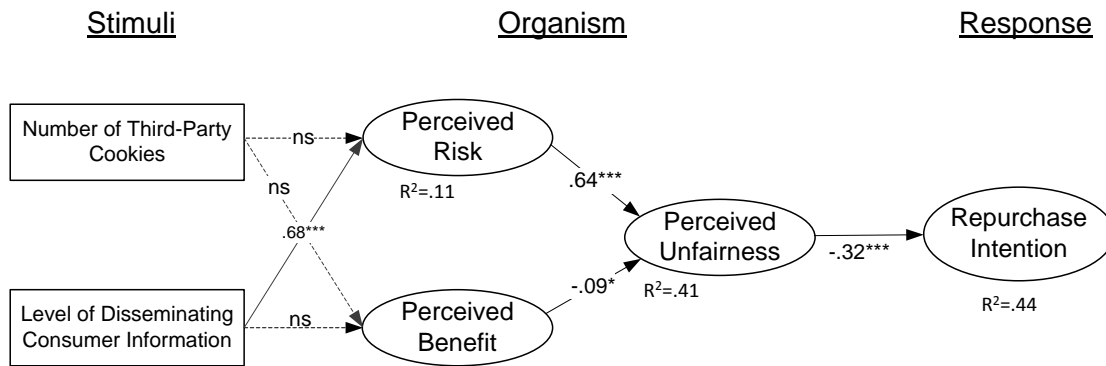 Stimuli
Organism
Response
Number of Third-Party
Cookies
ns
Perceived
Risk
R²=.11
ns
.64***
.68***
Perceived
Unfairness
R²=.41
-.32***
Repurchase
Intention
R²=.44
-.09*
Level of Disseminating
Consumer Information
ns
Perceived
Benefit